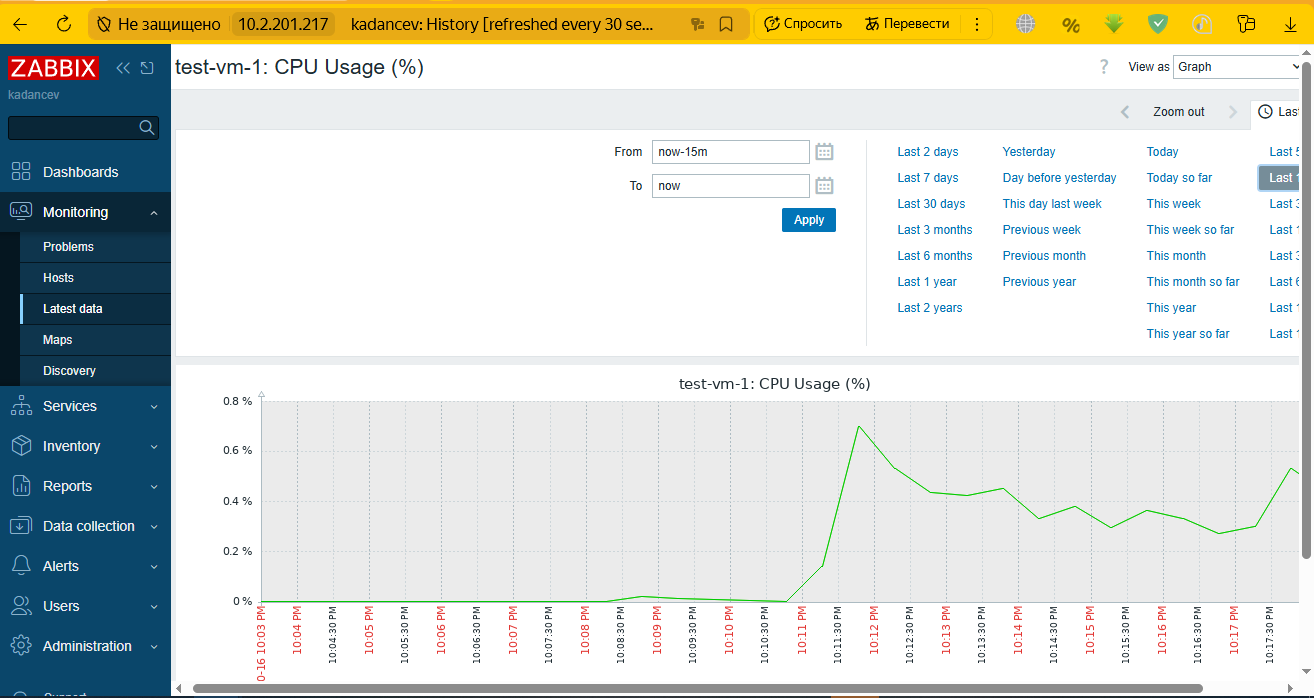 Не защищено 10.2.201.217 kadancev: History [refreshed every 30 se... Спросить Перевести
ZABBIX
kadancev
Dashboards
Monitoring
Problems
Hosts
Latest data
Maps
Discovery
Services
Inventory
Reports
Data collection
Alerts
Users
Administration
Support
test-vm-1: CPU Usage (%)
? View as Graph
Zoom out Last
From now-15m
To now
Apply
Last 2 days Yesterday Today Last 5
Last 7 days Day before yesterday Today so far Last 1
Last 30 days This day last week This week Last 3
Last 3 months Previous week This week so far Last 1
Last 6 months Previous month This month Last 3
Last 1 year Previous year This month so far Last 6
Last 2 years This year Last 1
This year so far Last 1
test-vm-1: CPU Usage (%)
0.8 %
0.6 %
0.4 %
0.2 %
0 %
0-16 10:03 PM
10:04 PM
10:04:30 PM
10:05 PM
10:05:30 PM
10:06 PM
10:06:30 PM
10:07 PM
10:07:30 PM
10:08 PM
10:08:30 PM
10:09 PM
10:09:30 PM
10:10 PM
10:10:30 PM
10:11 PM
10:11:30 PM
10:12 PM
10:12:30 PM
10:13 PM
10:13:30 PM
10:14 PM
10:14:30 PM
10:15 PM
10:15:30 PM
10:16 PM
10:16:30 PM
10:17 PM
10:17:30 PM